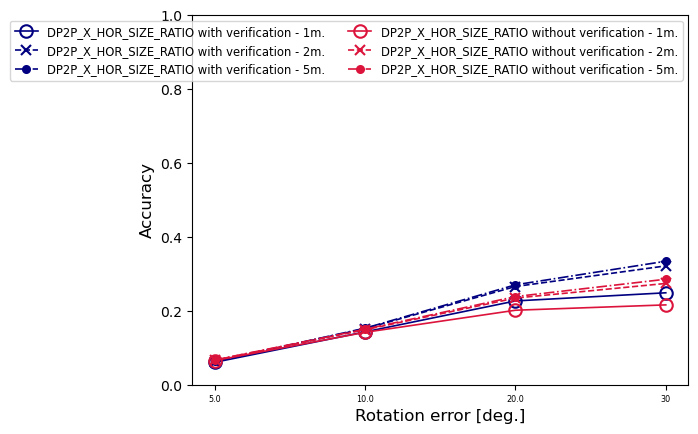 1.0
DP2P_X_HOR_SIZE_RATIO with verification - 1m.
DP2P_X_HOR_SIZE_RATIO without verification - 1m.
DP2P_X_HOR_SIZE_RATIO with verification - 2m.
DP2P_X_HOR_SIZE_RATIO without verification - 2m.
DP2P_X_HOR_SIZE_RATIO with verification - 5m.
DP2P_X_HOR_SIZE_RATIO without verification - 5m.
0.8
0.6
0.4
0.2
0.0
Accuracy
5.0 10.0 20.0 30
Rotation error [deg.]